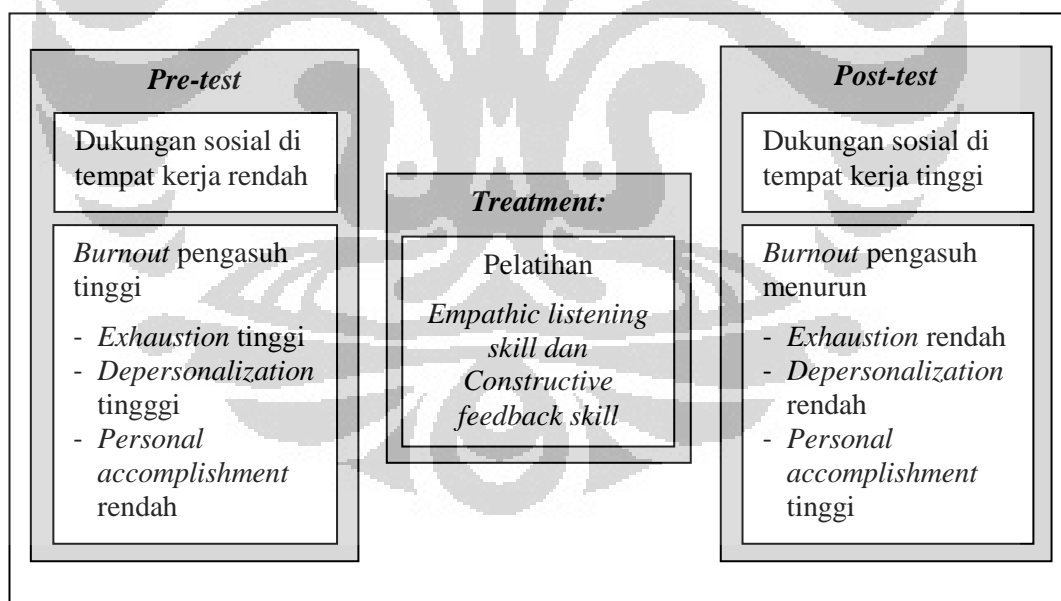 Pre-test
Dukungan sosial di
tempat kerja rendah
Burnout pengasuh
tinggi
- Exhaustion tinggi
- Depersonalization
tingggi
- Personal
accomplishment
rendah
Treatment:
Pelatihan
Empathic listening
skill dan
Constructive
feedback skill
Post-test
Dukungan sosial di
tempat kerja tinggi
Burnout pengasuh
menurun
- Exhaustion rendah
- Depersonalization
rendah
- Personal
accomplishment
tinggi